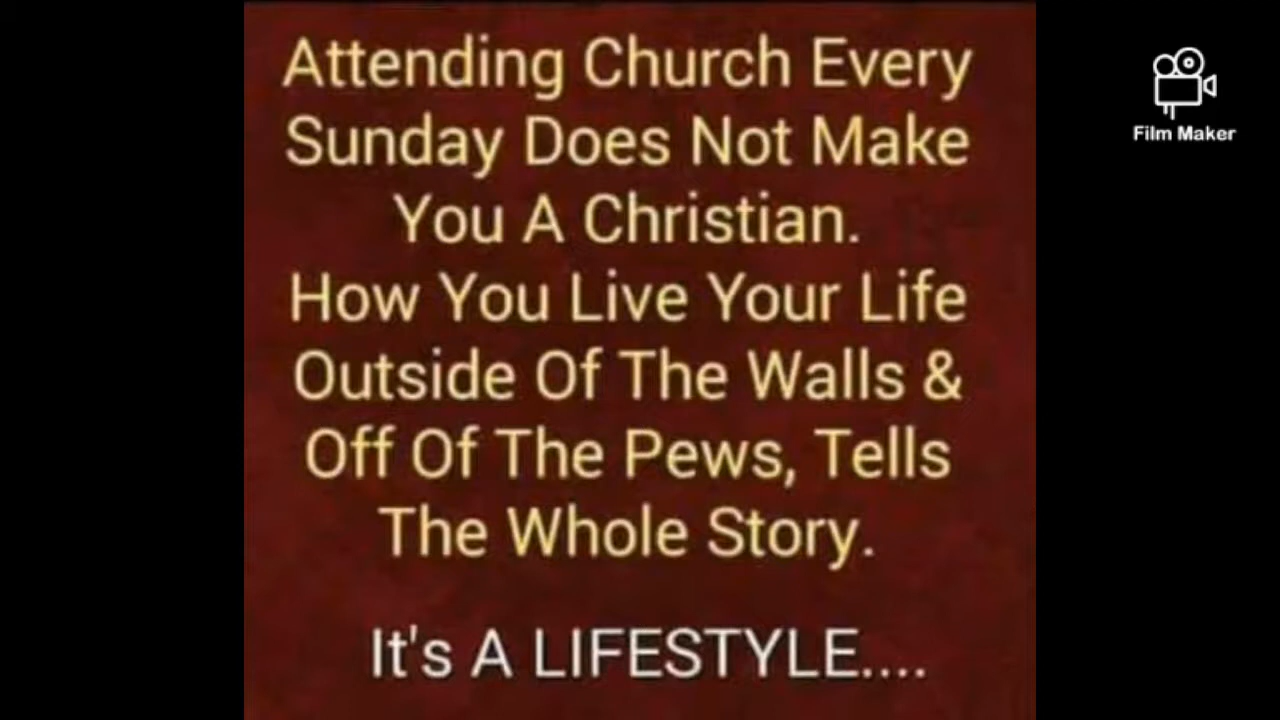 Attending Church Every
Sunday Does Not Make
You A Christian.
How You Live Your Life
Outside Of The Walls &
Off Of The Pews, Tells
The Whole Story.
It's A LIFESTYLE....
Film Maker